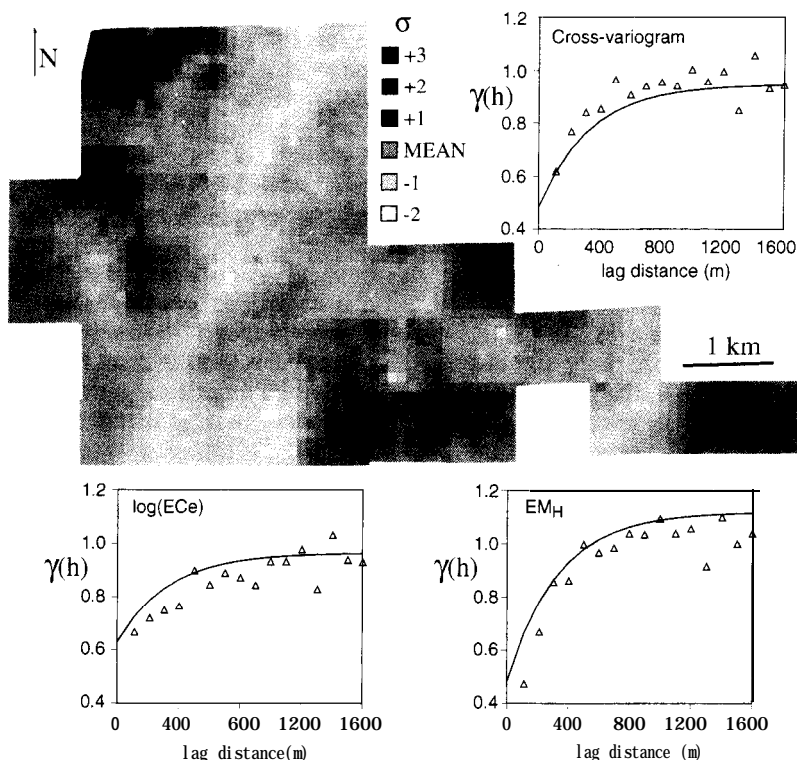 N
σ
+3
+2
+1
MEAN
-1
-2
1 km
Cross-variogram
γ(h)
1.2
1.0
0.8
0.6
0.4
0 400 800 1200 1600
lag distance (m)
log(ECe)
γ(h)
1.2
1.0
0.8
0.6
0.4
0 400 600 1200 1600
lag distance(m)
EMH
γ(h)
1.2
1.0
0.8
0.6
0.4
0 400 800 1200 1600
lag distance (m)